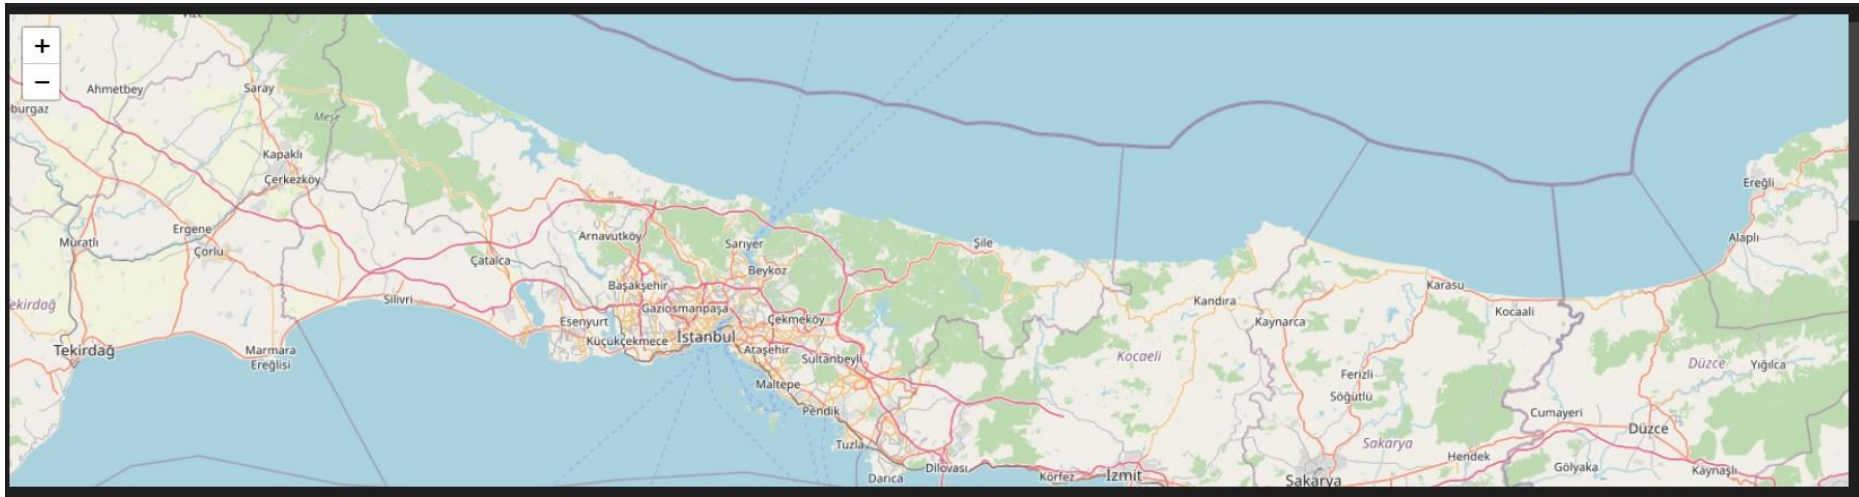 +
−
Ahmetbey
Saray
Meşe
burgaz
Kapaklı
Çerkezköy
Ergene
Muratlı
Çorlu
ekirdağ
Tekirdağ
Marmara
Ereğlisi
Silivri
Çatalca
Arnavutköy
Sarıyer
Beykoz
Başakşehir
Gaziosmanpaşa
Esenyurt
Küçükçekmece
İstanbul
Çekmeköy
Ataşehir
Sultanbeyli
Maltepe
Pendik
Tuzla
Darıca
Dilovası
Körfez
İzmit
Şile
Kandıra
Kocaeli
Kaynarca
Ferizli
Söğütlü
Sakarya
Sakarya
Karasu
Kocaali
Hendek
Cumayeri
Gölyaka
Düzce
Düzce
Yığılca
Kaynaşlı
Ereğli
Alaplı